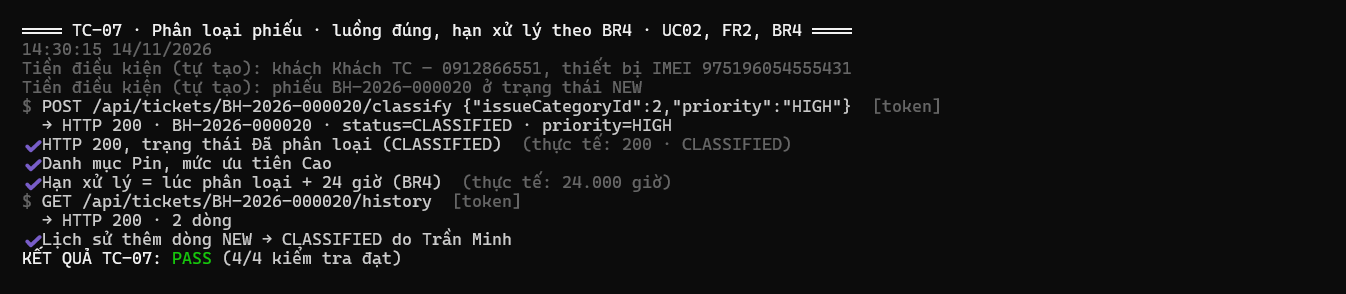 ════ TC-07 · Phân loại phiếu · luồng đúng, hạn xử lý theo BR4 · UC02, FR2, BR4 ════
14:30:15 14/11/2026
Tiền điều kiện (tự tạo): khách Khách TC – 0912866551, thiết bị IMEI 975196054555431
Tiền điều kiện (tự tạo): phiếu BH-2026-000020 ở trạng thái NEW
$ POST /api/tickets/BH-2026-000020/classify {"issueCategoryId":2,"priority":"HIGH"} [token]
→ HTTP 200 · BH-2026-000020 · status=CLASSIFIED · priority=HIGH
✓HTTP 200, trạng thái Đã phân loại (CLASSIFIED) (thực tế: 200 · CLASSIFIED)
✓Danh mục Pin, mức ưu tiên Cao
✓Hạn xử lý = lúc phân loại + 24 giờ (BR4) (thực tế: 24.000 giờ)
$ GET /api/tickets/BH-2026-000020/history [token]
→ HTTP 200 · 2 dòng
✓Lịch sử thêm dòng NEW → CLASSIFIED do Trần Minh
KẾT QUẢ TC-07: PASS (4/4 kiểm tra đạt)